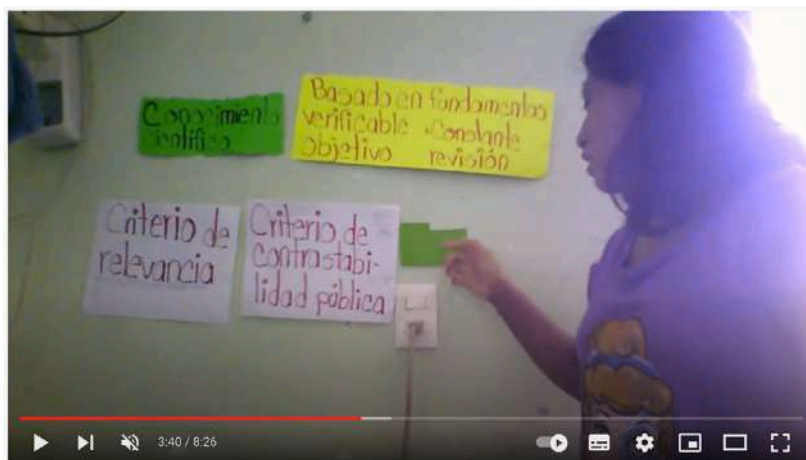 Conocimiento
científico
Basado en fundamentos
verificable • Constante
objetivo revisión
Criterio de
relevancia
Criterio de
contrastabi-
lidad pública
3:40 / 8:26